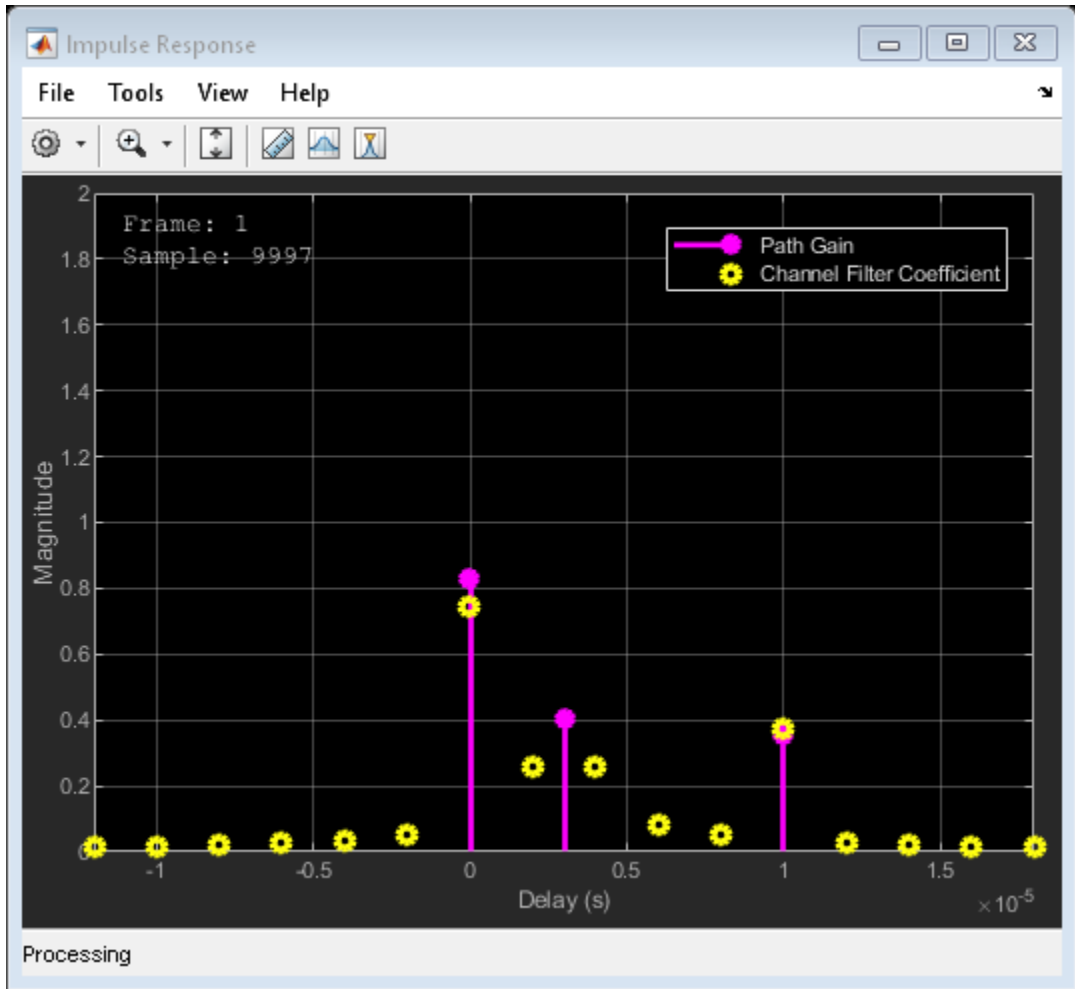 Impulse Response
File Tools View Help
2
Frame: 1
Sample: 9997
Path Gain
Channel Filter Coefficient
1.8
1.6
1.4
1.2
1
0.8
0.6
0.4
0.2
0
Magnitude
-1 -0.5 0 0.5 1 1.5
Delay (s)
×10⁻⁵
Processing